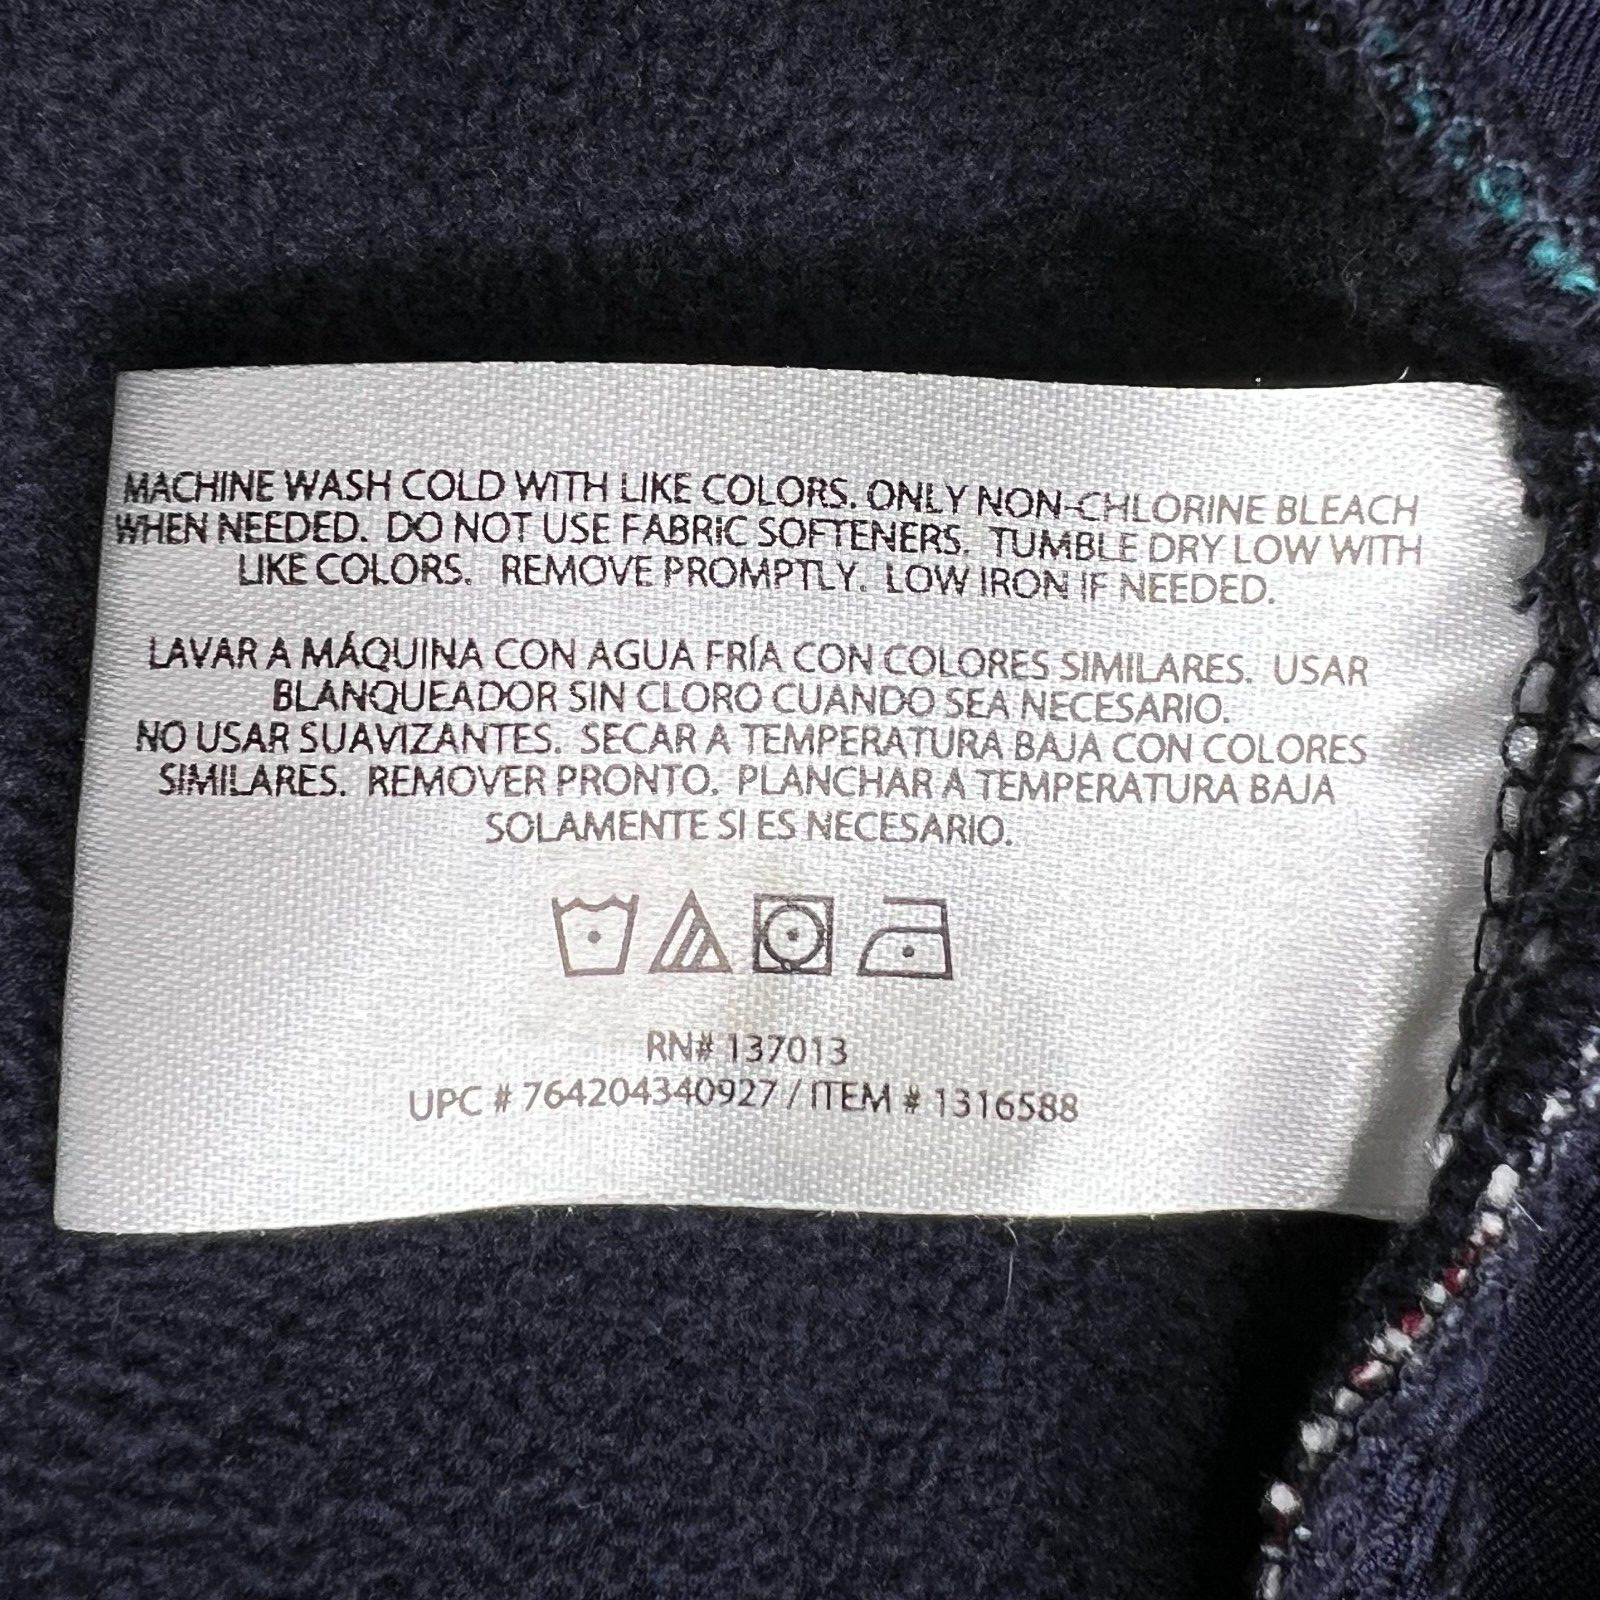 MACHINE WASH COLD WITH LIKE COLORS. ONLY NON-CHLORINE BLEACH
WHEN NEEDED. DO NOT USE FABRIC SOFTENERS. TUMBLE DRY LOW WITH
LIKE COLORS. REMOVE PROMPTLY. LOW IRON IF NEEDED.
LAVAR A MÁQUINA CON AGUA FRÍA CON COLORES SIMILARES. USAR
BLANQUEADOR SIN CLORO CUANDO SEA NECESARIO.
NO USAR SUAVIZANTES. SECAR A TEMPERATURA BAJA CON COLORES
SIMILARES. REMOVER PRONTO. PLANCHAR A TEMPERATURA BAJA
SOLAMENTE SI ES NECESARIO.
RN# 137013
UPC # 764204340927 / ITEM # 1316588